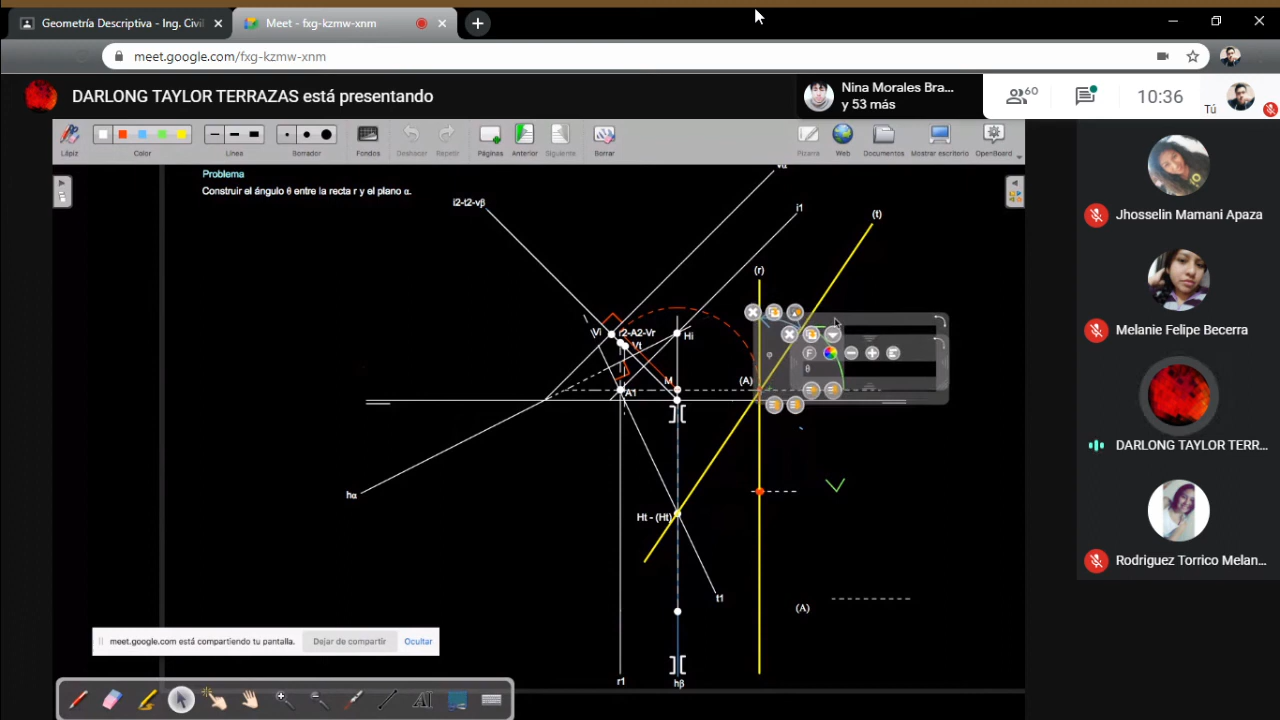 Geometría Descriptiva - Ing. Civil
Meet - fxg-kzmw-xnm
meet.google.com/fxg-kzmw-xnm
DARLONG TAYLOR TERRAZAS está presentando
Nina Morales Bra...
y 53 más
60
10:36
Tú
Lápiz
Color
Línea
Borrador
Fondos
Deshacer
Repetir
Páginas
Anterior
Siguiente
Borrar
Pizarra
Web
Documentos
Mostrar escritorio
OpenBoard
Problema
Construir el ángulo θ entre la recta r y el plano α.
vα
i2-t2-vβ
i1
(t)
(r)
Vi
r2-A2-Vr
Vt
Hi
φ
F
θ
M
(A)
A1
hα
Ht - (Ht)
t1
(A)
r1
hβ
meet.google.com está compartiendo tu pantalla.
Dejar de compartir
Ocultar
AI
Jhosselin Mamani Apaza
Melanie Felipe Becerra
DARLONG TAYLOR TERR...
Rodriguez Torrico Melan...